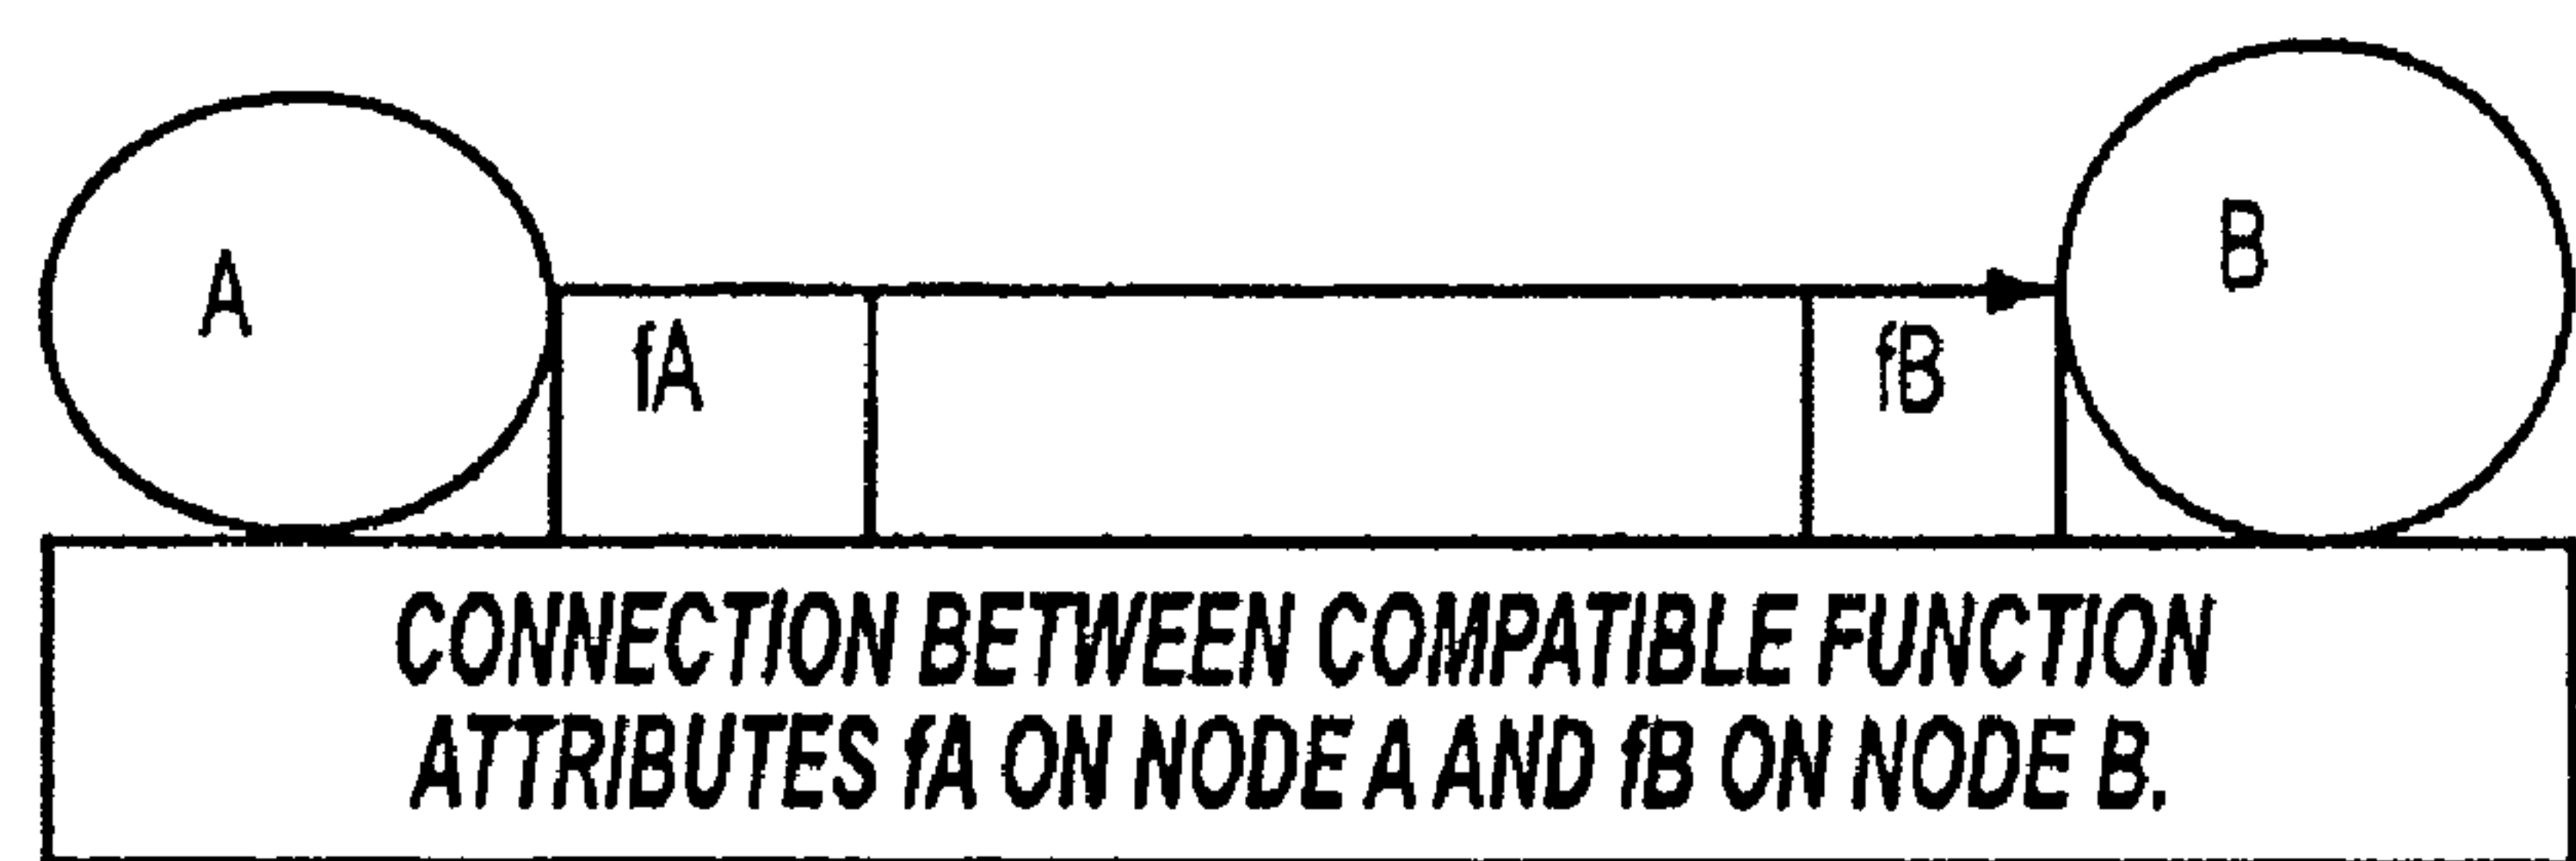 A
B
fA
fB
CONNECTION BETWEEN COMPATIBLE FUNCTION
ATTRIBUTES fA ON NODE A AND fB ON NODE B.